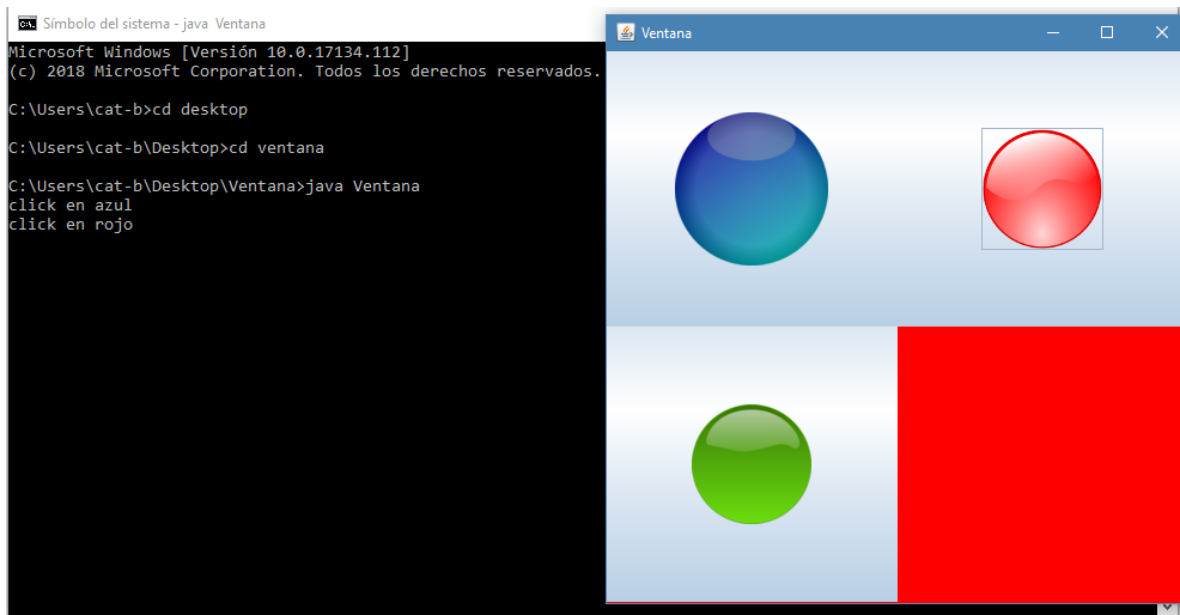 Símbolo del sistema - java Ventana
Microsoft Windows [Versión 10.0.17134.112]
(c) 2018 Microsoft Corporation. Todos los derechos reservados.
C:\Users\cat-b>cd desktop
C:\Users\cat-b\Desktop>cd ventana
C:\Users\cat-b\Desktop\Ventana>java Ventana
click en azul
click en rojo
Ventana